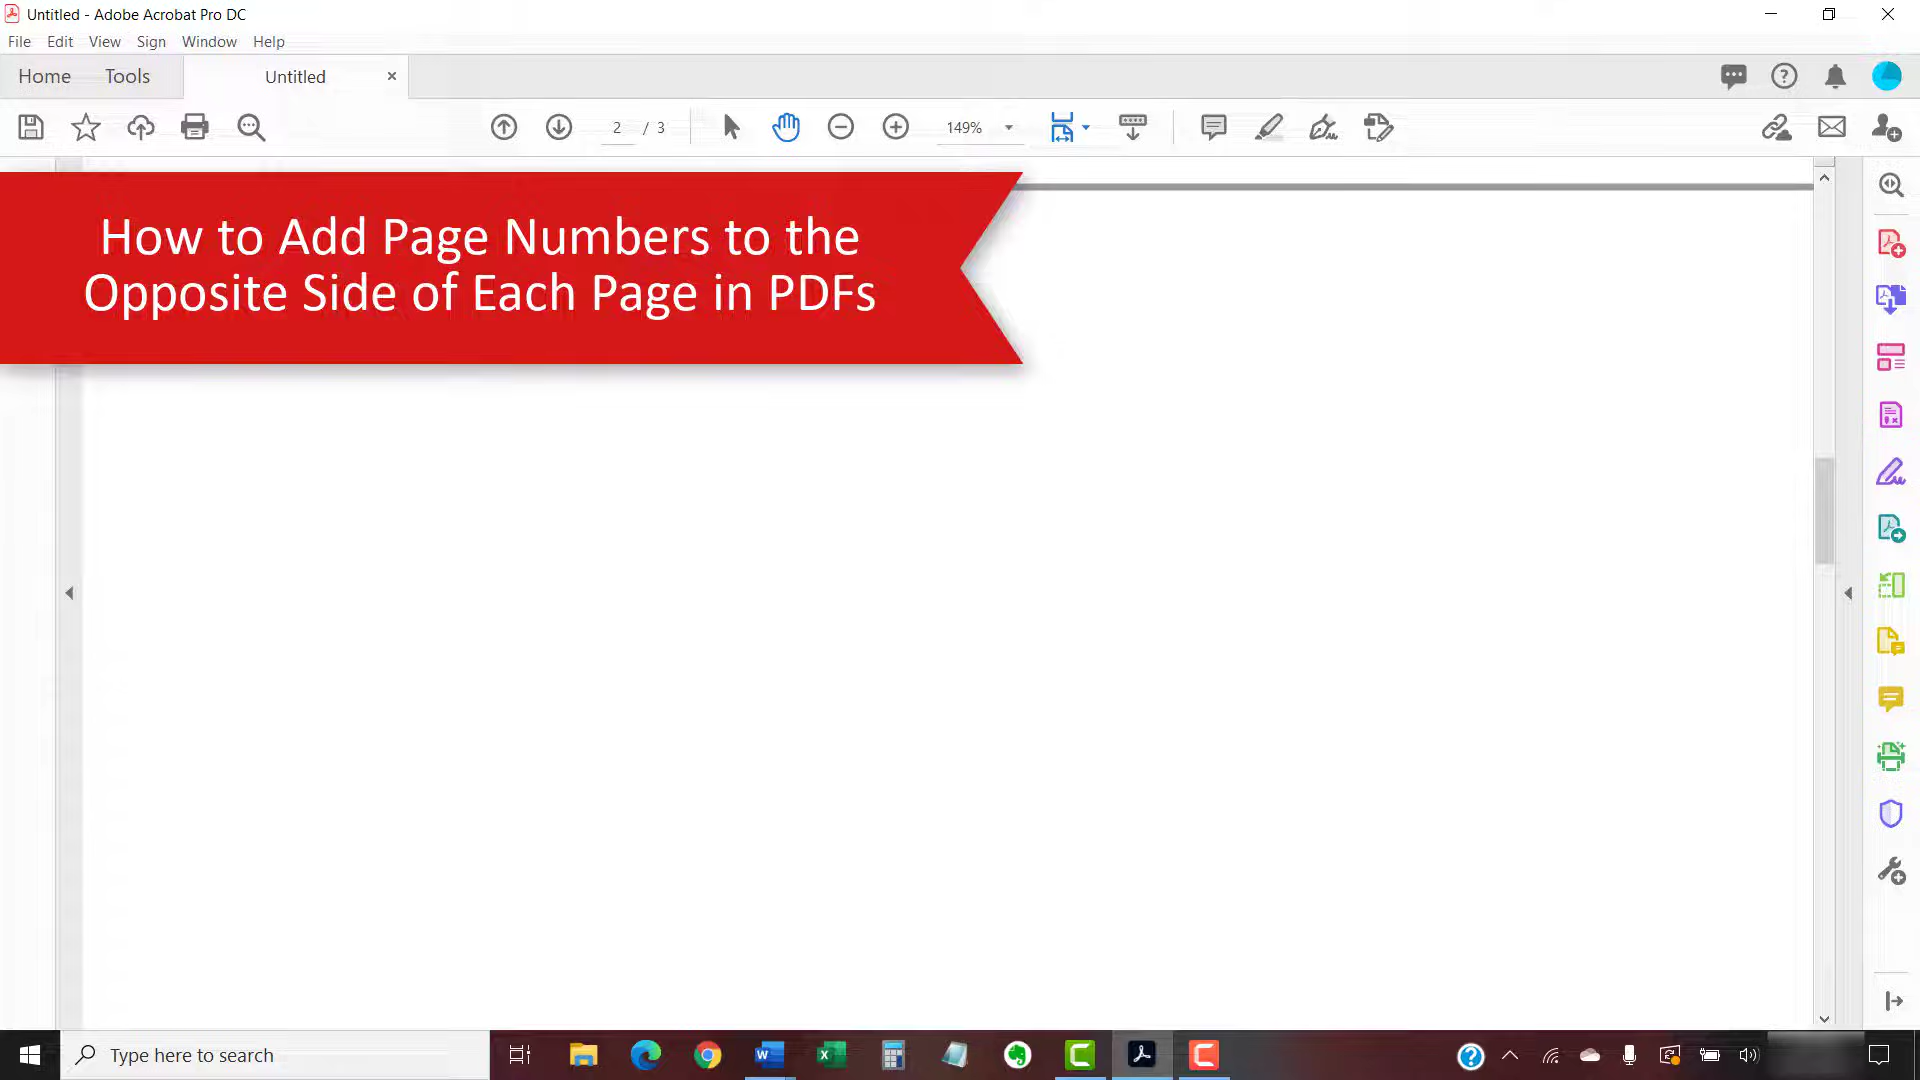 Untitled - Adobe Acrobat Pro DC
File Edit View Sign Window Help
Home Tools Untitled
2 / 3 149%
How to Add Page Numbers to the
Opposite Side of Each Page in PDFs
Type here to search